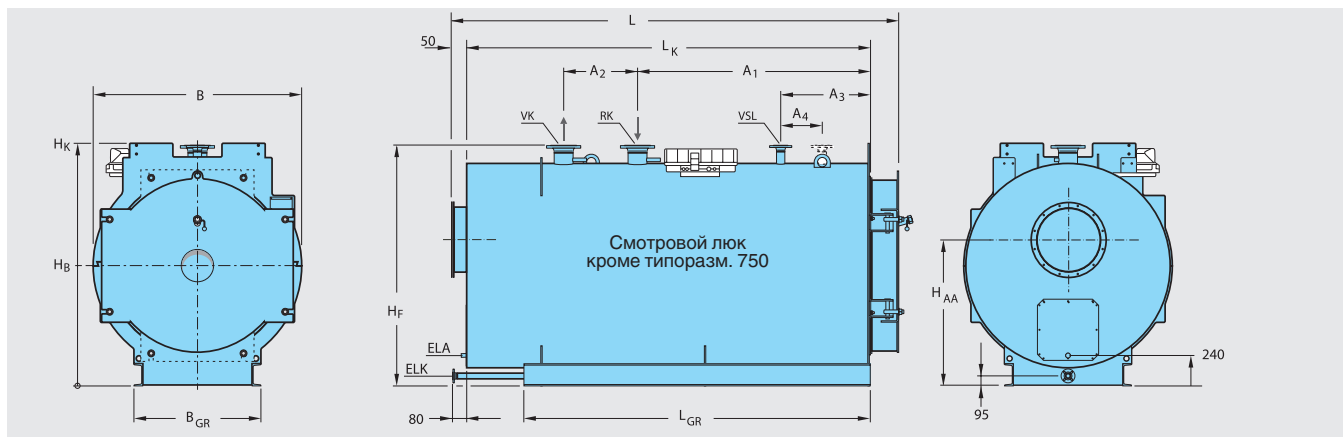 B
H_K
H_B
B_GR
L
50
L_K
A_2
A_1
A_3
A_4
VK
RK
VSL
Смотровой люк
кроме типоразм. 750
H_F
ELA
ELK
80
L_GR
H_AA
240
95